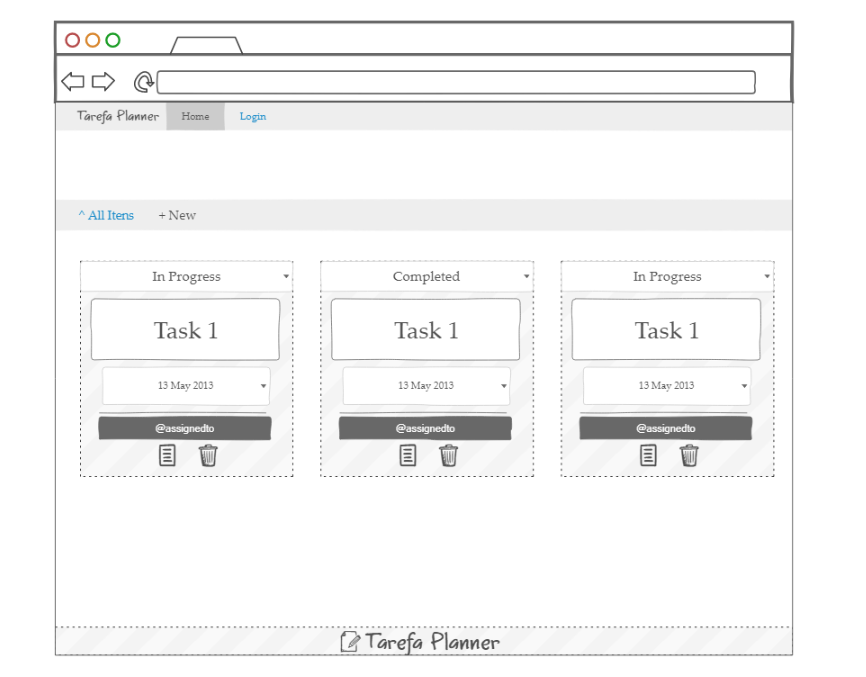 Tarefa Planner Home Login
^ All Itens + New
In Progress Completed In Progress
Task 1 Task 1 Task 1
13 May 2013 13 May 2013 13 May 2013
@assignedto @assignedto @assignedto
Tarefa Planner